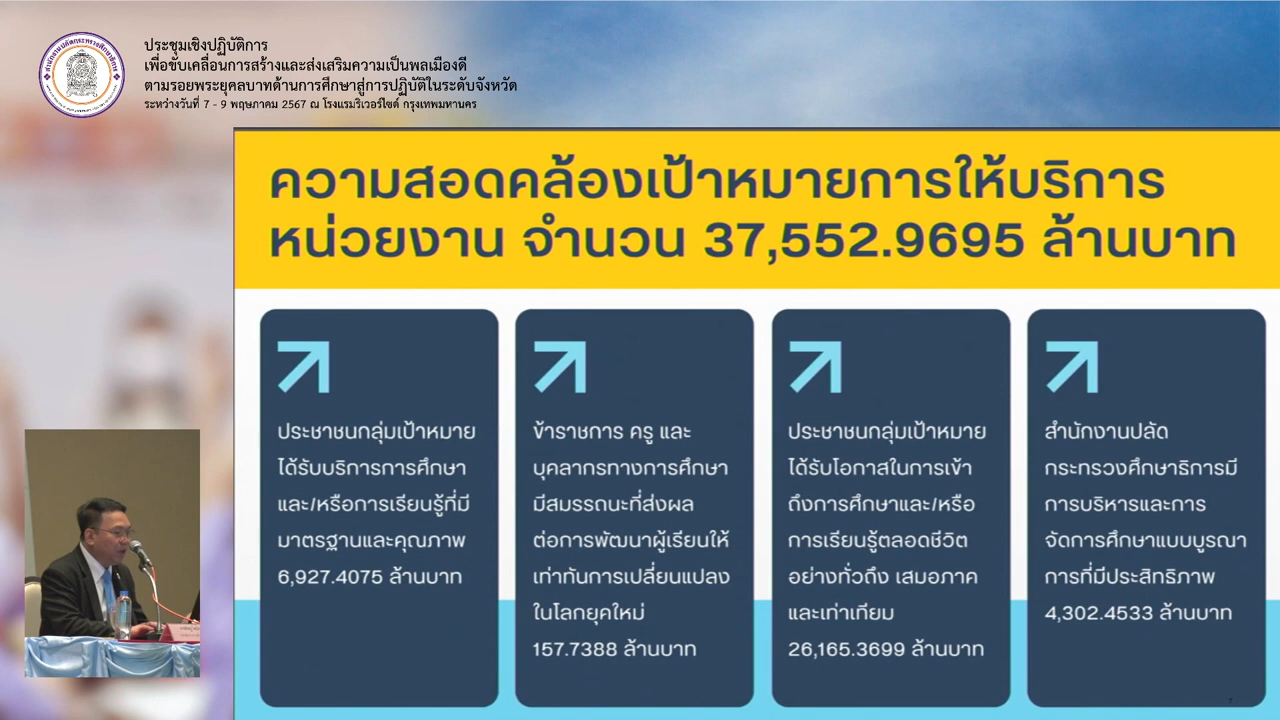 ประชุมเชิงปฏิบัติการ
เพื่อขับเคลื่อนการสร้างและส่งเสริมความเป็นพลเมืองดี
ตามรอยพระยุคลบาทด้านการศึกษาสู่การปฏิบัติในระดับจังหวัด
ระหว่างวันที่ 7 - 9 พฤษภาคม 2567 ณ โรงแรมริเวอร์ไซด์ กรุงเทพมหานคร
ความสอดคล้องเป้าหมายการให้บริการ
หน่วยงาน จำนวน 37,552.9695 ล้านบาท
ประชาชนกลุ่มเป้าหมาย
ได้รับบริการการศึกษา
และ/หรือการเรียนรู้ที่มี
มาตรฐานและคุณภาพ
6,927.4075 ล้านบาท
ข้าราชการ ครู และ
บุคลากรทางการศึกษา
มีสมรรถนะที่ส่งผล
ต่อการพัฒนาผู้เรียนให้
เท่าทันการเปลี่ยนแปลง
ในโลกยุคใหม่
157.7388 ล้านบาท
ประชาชนกลุ่มเป้าหมาย
ได้รับโอกาสในการเข้า
ถึงการศึกษาและ/หรือ
การเรียนรู้ตลอดชีวิต
อย่างทั่วถึง เสมอภาค
และเท่าเทียม
26,165.3699 ล้านบาท
สำนักงานปลัด
กระทรวงศึกษาธิการมี
การบริหารและการ
จัดการศึกษาแบบบูรณา
การที่มีประสิทธิภาพ
4,302.4533 ล้านบาท